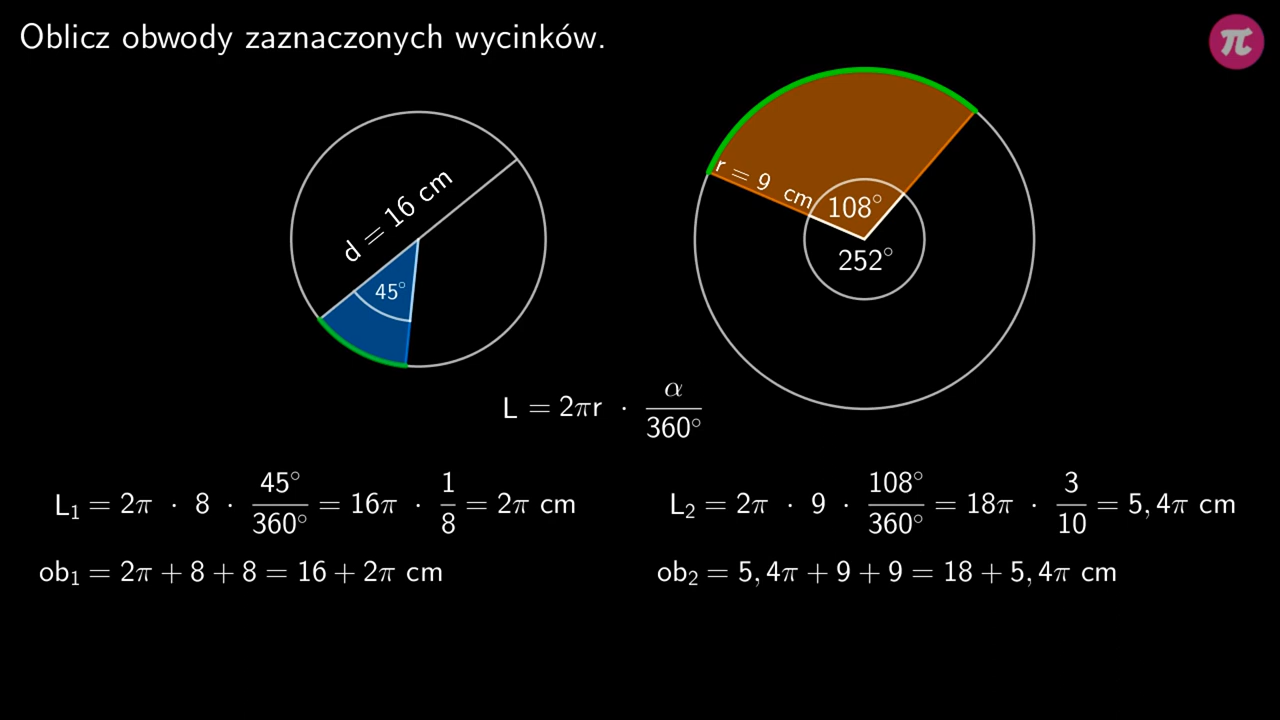 Oblicz obwody zaznaczonych wycinków.
π
d = 16 cm
45°
r = 9 cm
108°
252°
L = 2πr · α/360°
L₁ = 2π · 8 · 45°/360° = 16π · 1/8 = 2π cm
L₂ = 2π · 9 · 108°/360° = 18π · 3/10 = 5,4π cm
ob₁ = 2π + 8 + 8 = 16 + 2π cm
ob₂ = 5,4π + 9 + 9 = 18 + 5,4π cm